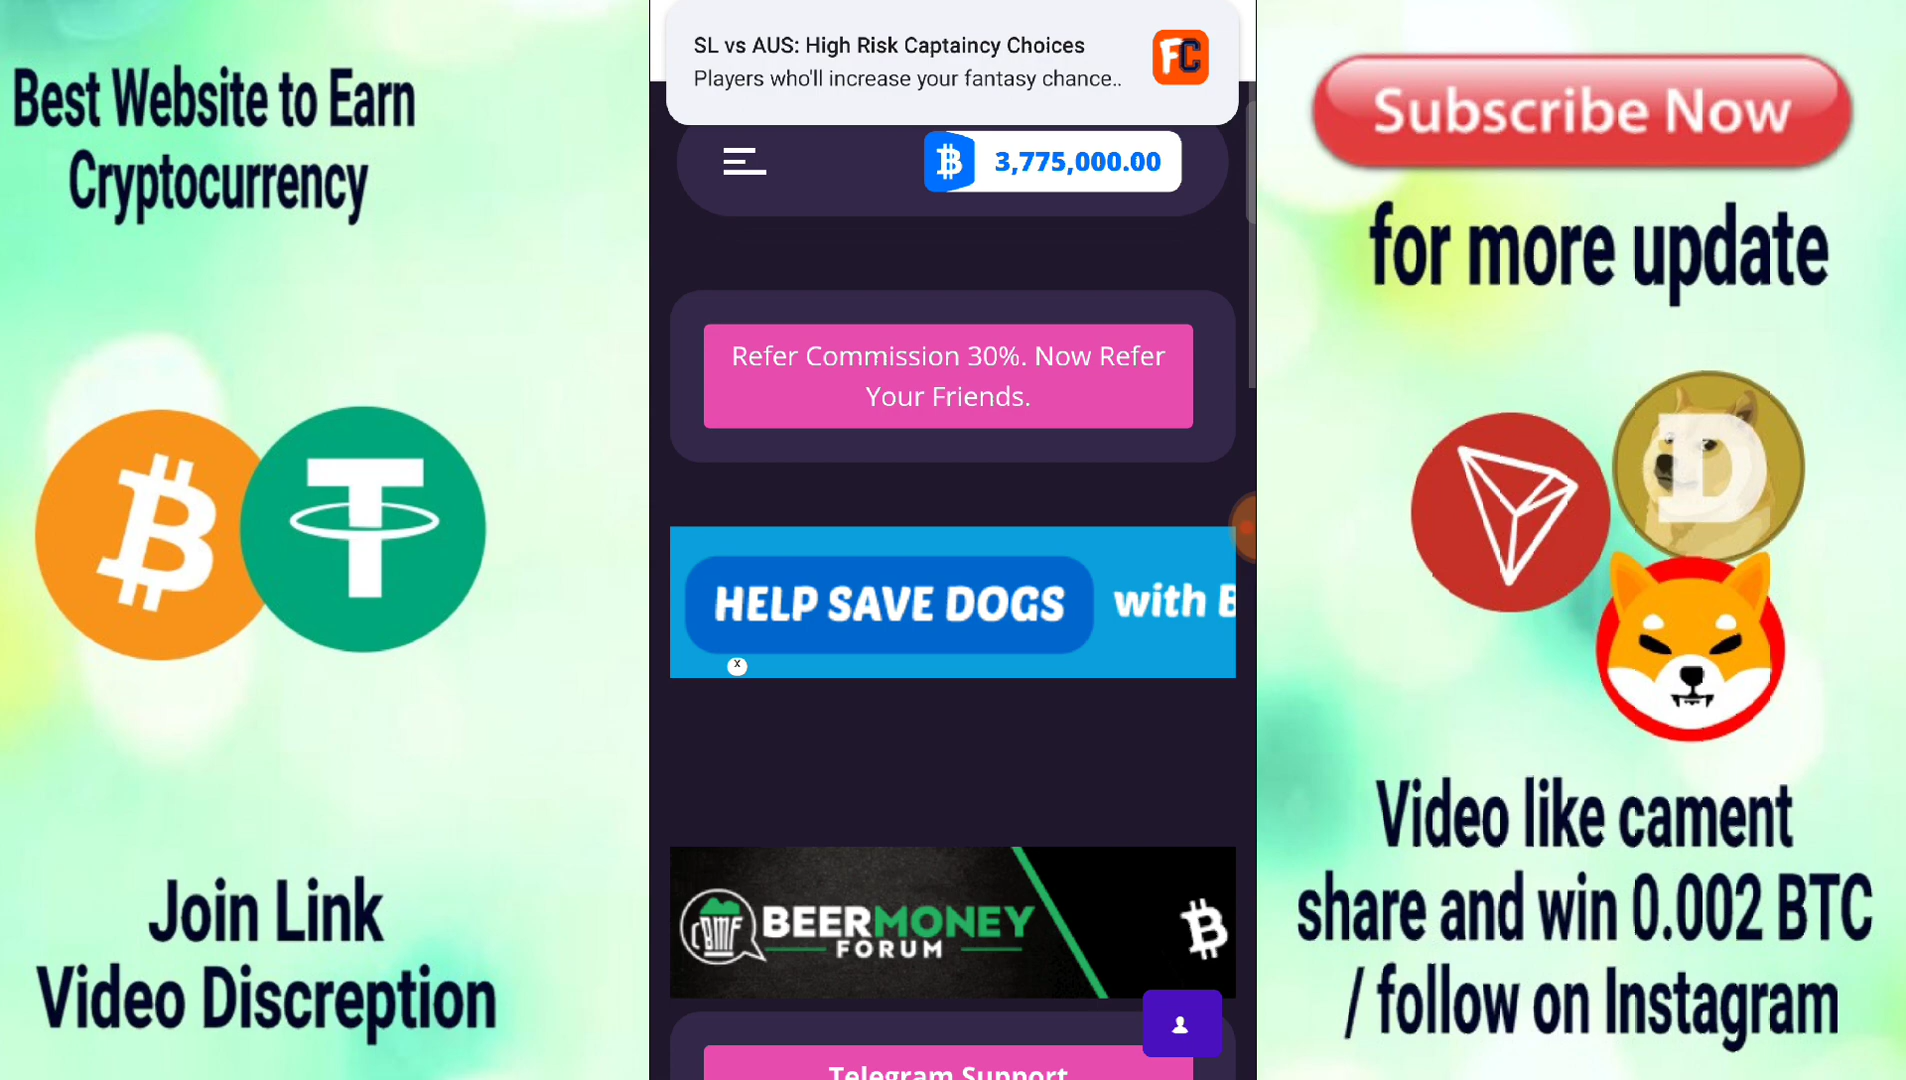 Best Website to Earn
Cryptocurrency
Join Link
Video Discreption
SL vs AUS: High Risk Captaincy Choices
Players who'll increase your fantasy chance..
FC
3,775,000.00
Refer Commission 30%. Now Refer
Your Friends.
HELP SAVE DOGS with B
x
BMF
BEERMONEY
FORUM
Telegram Support
Subscribe Now
for more update
D
Video like cament
share and win 0.002 BTC
/ follow on Instagram